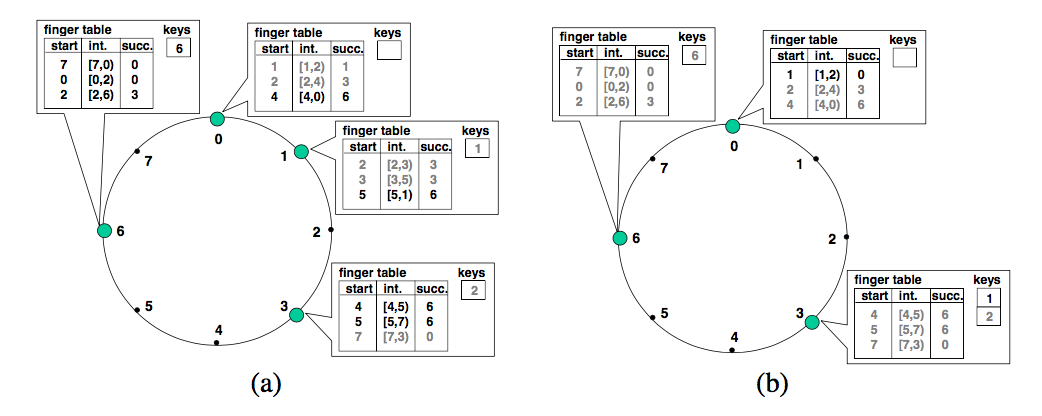 finger table keys
start int. succ. 6
7 [7,0) 0
0 [0,2) 0
2 [2,6) 3
finger table keys
start int. succ.
1 [1,2) 1
2 [2,4) 3
4 [4,0) 6
finger table keys
start int. succ. 1
2 [2,3) 3
3 [3,5) 3
5 [5,1) 6
finger table keys
start int. succ. 2
4 [4,5) 6
5 [5,7) 6
7 [7,3) 0
0
1
2
3
4
5
6
7
(a)
finger table keys
start int. succ. 6
7 [7,0) 0
0 [0,2) 0
2 [2,6) 3
finger table keys
start int. succ.
1 [1,2) 0
2 [2,4) 3
4 [4,0) 6
finger table keys
start int. succ. 1
2
4 [4,5) 6
5 [5,7) 6
7 [7,3) 0
0
1
2
3
4
5
6
7
(b)